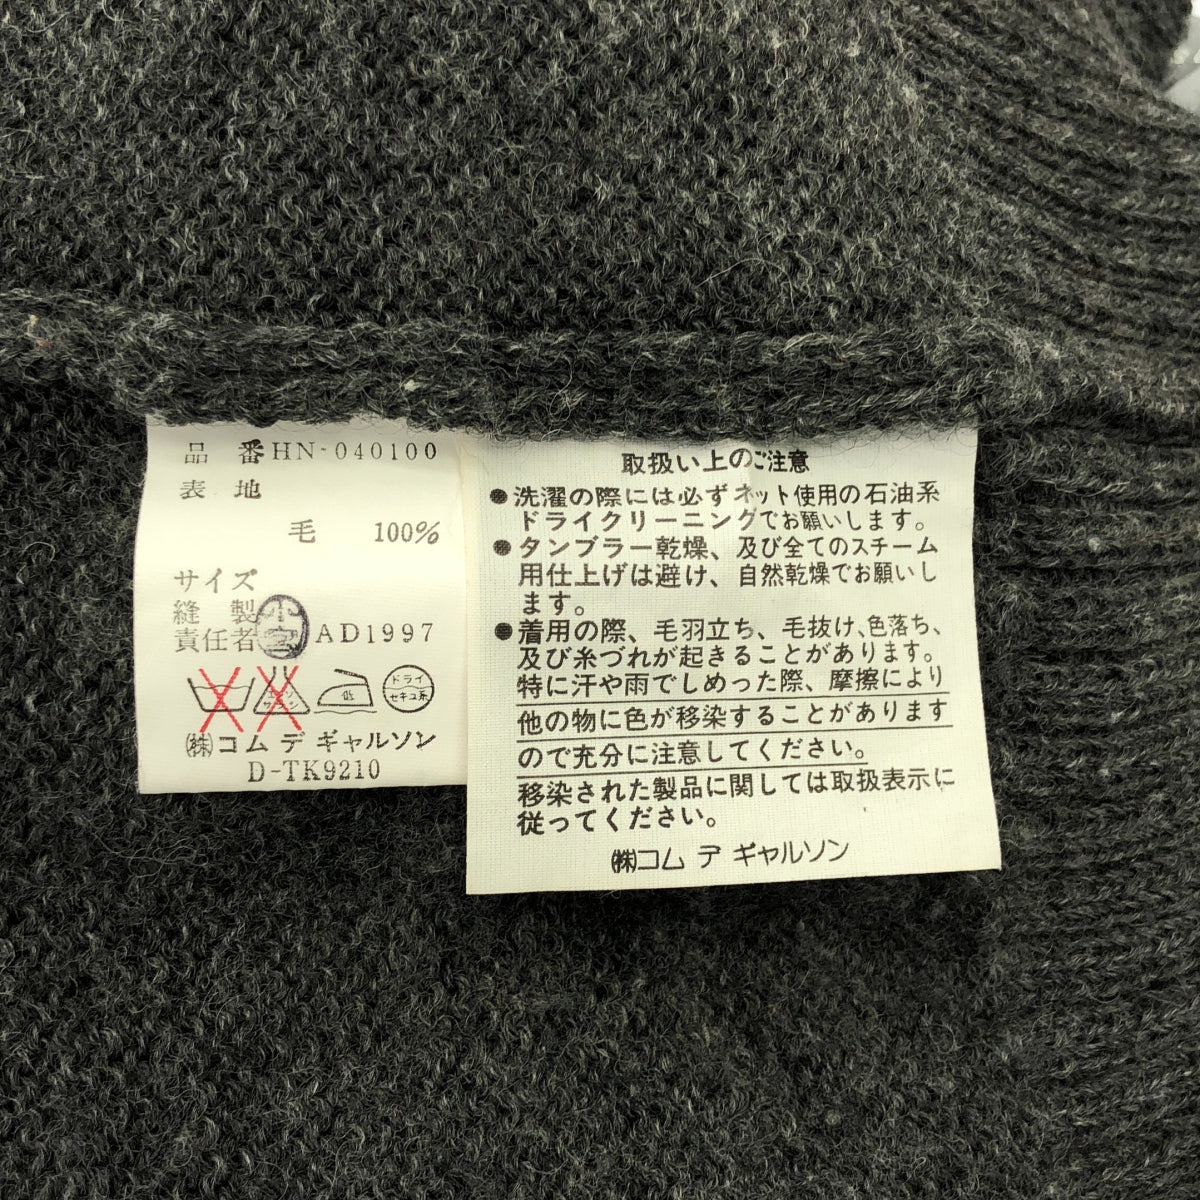 品 番 HN-040100
表 地
毛 100%
サイズ
縫 製
責任者 AD1997
エンソ
サラシ
低
ドライ
セキユ系
㈱コム デ ギャルソン
D-TK9210
取扱い上のご注意
●洗濯の際には必ずネット使用の石油系
ドライクリーニングでお願いします。
●タンブラー乾燥、及び全てのスチーム
用仕上げは避け、自然乾燥でお願いし
ます。
●着用の際、毛羽立ち、毛抜け、色落ち、
及び糸づれが起きることがあります。
特に汗や雨でしめった際、摩擦により
他の物に色が移染することがあります
ので充分に注意してください。
移染された製品に関しては取扱表示に
従ってください。
㈱コム デ ギャルソン